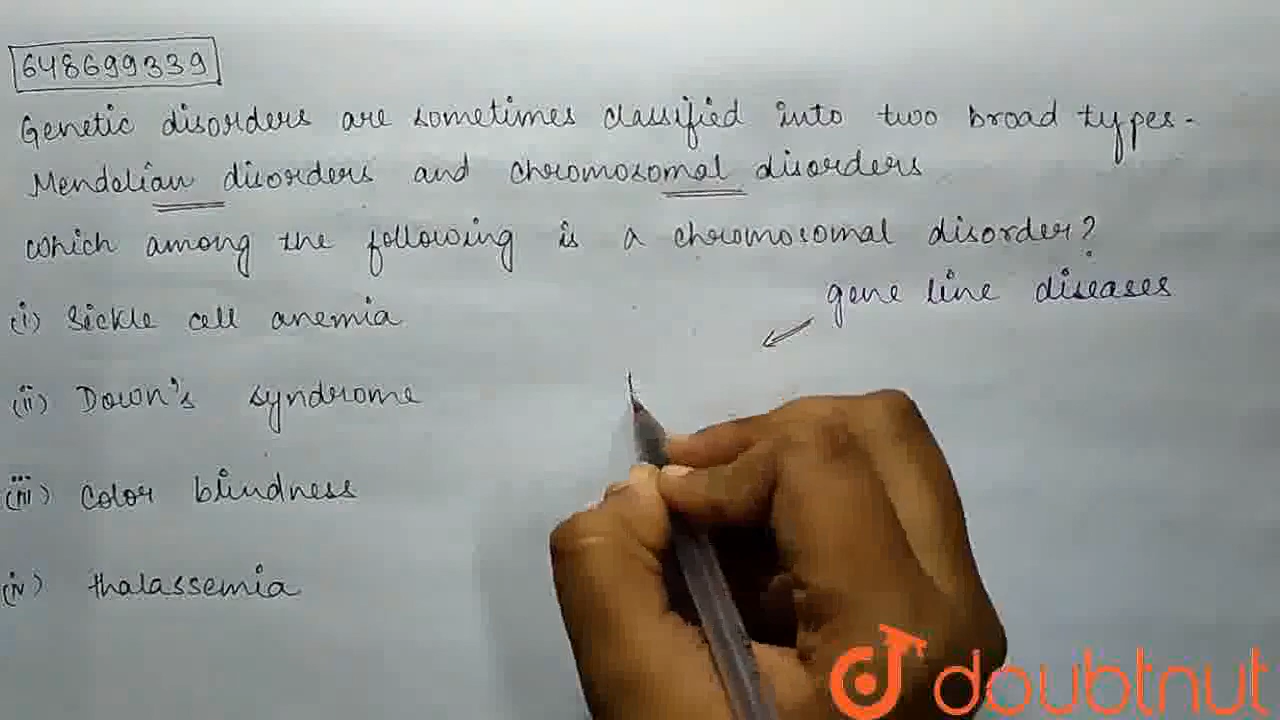 648699339
Genetic disorders are sometimes classified into two broad types-
Mendelian disorders and chromosomal disorders
which among the following is a chromosomal disorder?
gene line diseases
(i) Sickle cell anemia
(ii) Down's syndrome
(iii) Color blindness
(iv) thalassemia
doubtnut